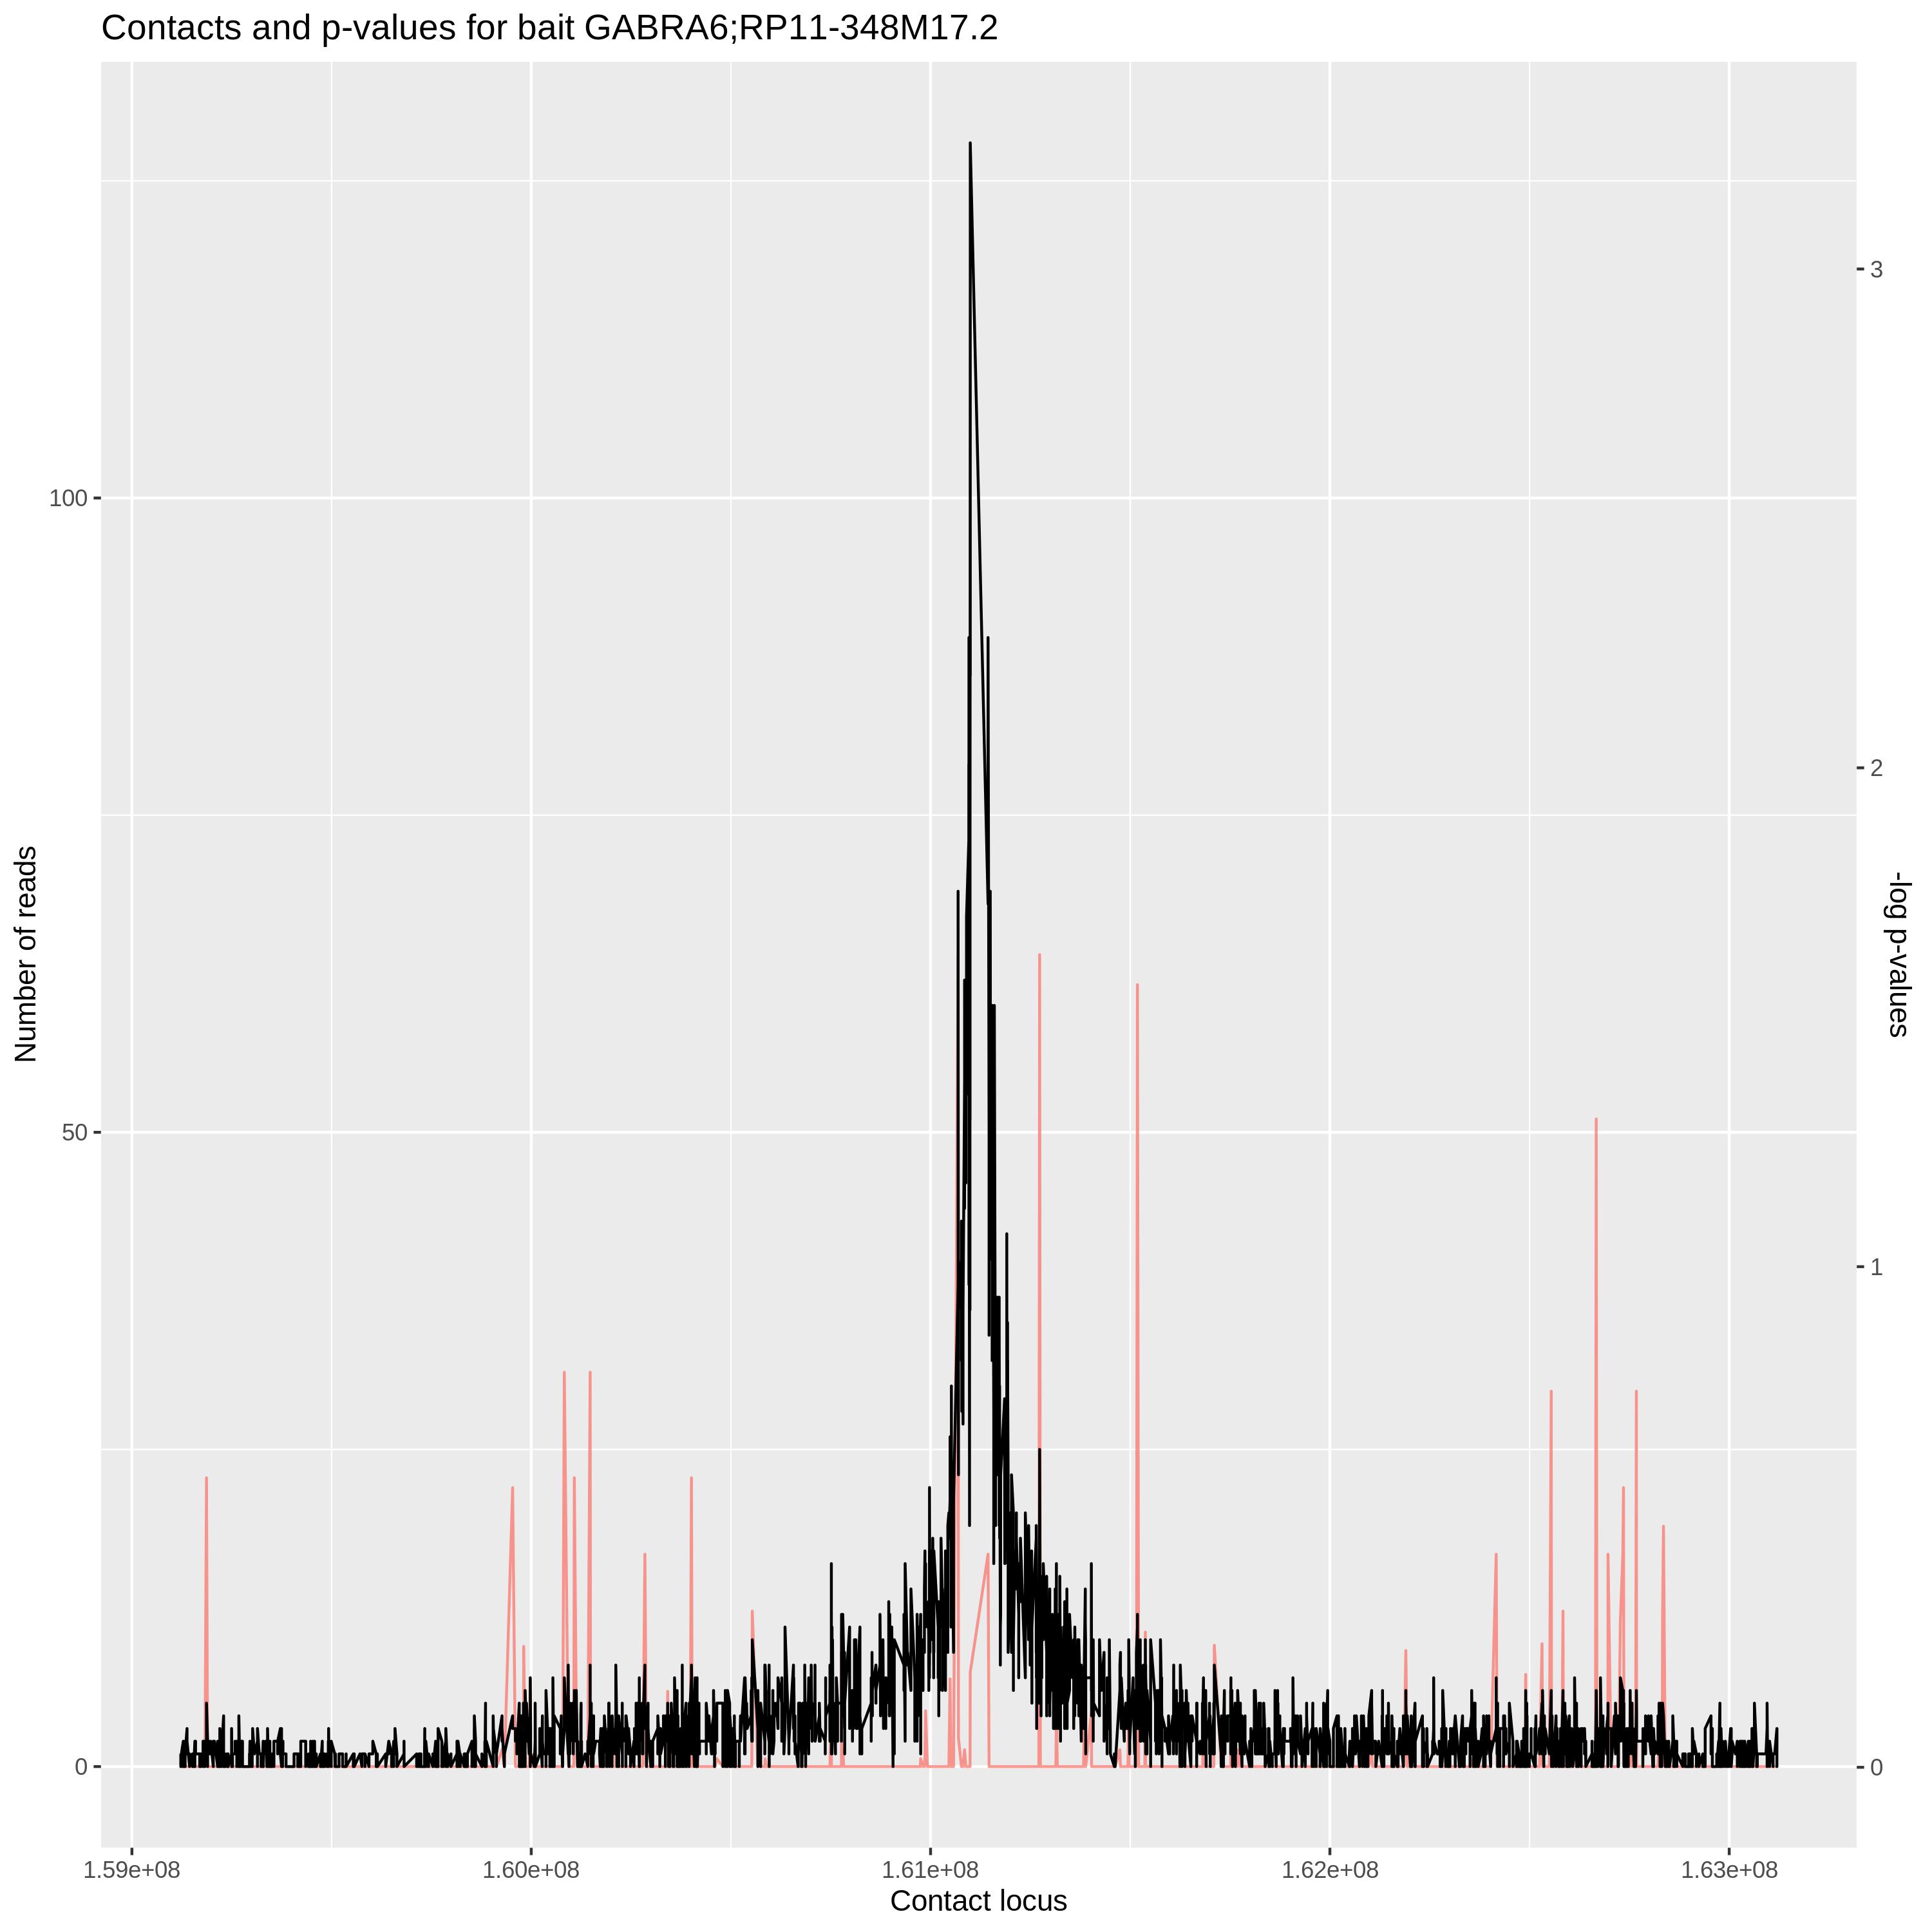 Contacts and p-values for bait GABRA6;RP11-348M17.2
100
50
0
Number of reads
3
2
1
0
-log p-values
1.59e+08 1.60e+08 1.61e+08 1.62e+08 1.63e+08
Contact locus